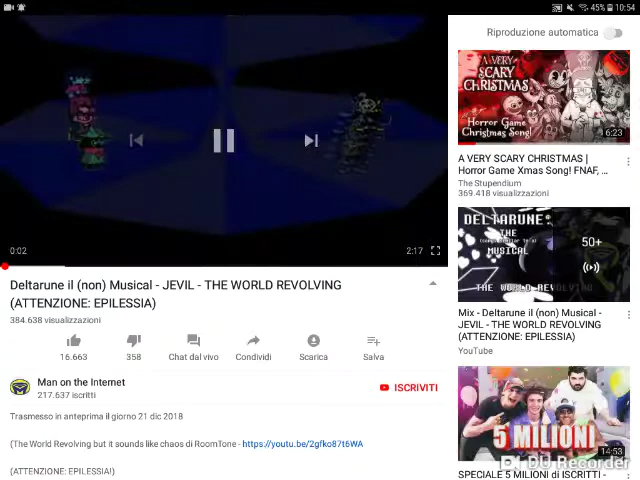 45% 10:54
Riproduzione automatica
A VERY
SCARY
CHRISTMAS
Horror Game
Christmas Song!
6:23
A VERY SCARY CHRISTMAS |
Horror Game Xmas Song! FNAF, ...
The Stupendium
369.418 visualizzazioni
0:02
2:17
Deltarune il (non) Musical - JEVIL - THE WORLD REVOLVING
(ATTENZIONE: EPILESSIA)
384.638 visualizzazioni
16.663
358
Chat dal vivo
Condividi
Scarica
Salva
Man on the Internet
217.637 iscritti
ISCRIVITI
Trasmesso in anteprima il giorno 21 dic 2018
(The World Revolving but it sounds like chaos di RoomTone - https://youtu.be/2gfko87t6WA
(ATTENZIONE: EPILESSIA!)
DELTARUNE:
THE
MUSICAL
THE WORLD REVOLVING
50+
Mix - Deltarune il (non) Musical -
JEVIL - THE WORLD REVOLVING
(ATTENZIONE: EPILESSIA)
YouTube
5 MILIONI
14:53
DU Recorder
SPECIALE 5 MILIONI di ISCRITTI -